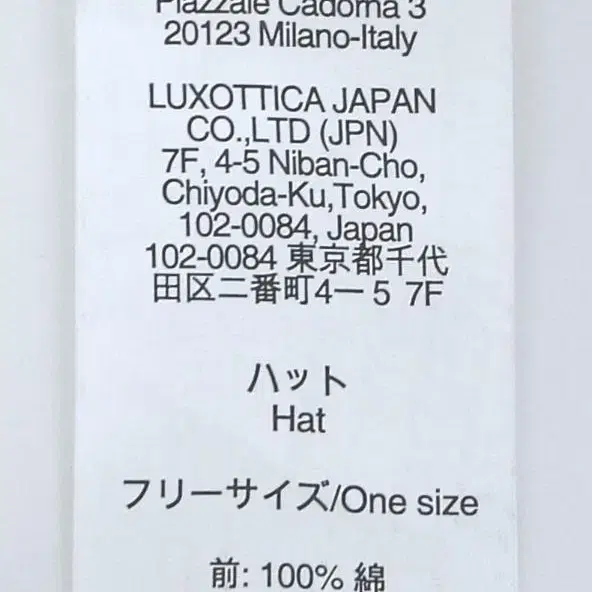 Piazzale Cadorna 3
20123 Milano-Italy
LUXOTTICA JAPAN
CO.,LTD (JPN)
7F, 4-5 Niban-Cho,
Chiyoda-Ku,Tokyo,
102-0084, Japan
102-0084 東京都千代
田区二番町4ー5 7F
ハット
Hat
フリーサイズ/One size
前: 100% 綿